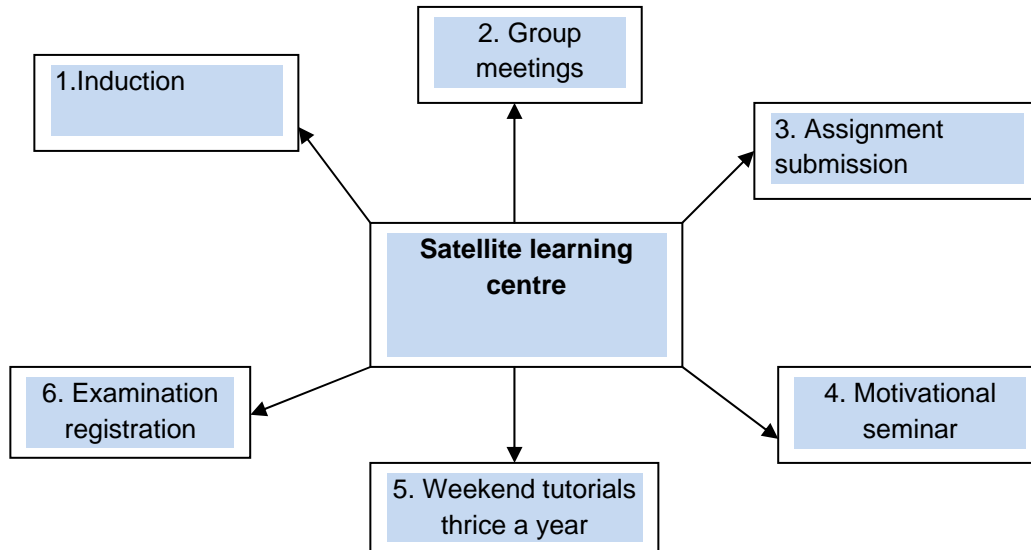 1.Induction
2. Group
meetings
3. Assignment
submission
Satellite learning
centre
4. Motivational
seminar
5. Weekend tutorials
thrice a year
6. Examination
registration